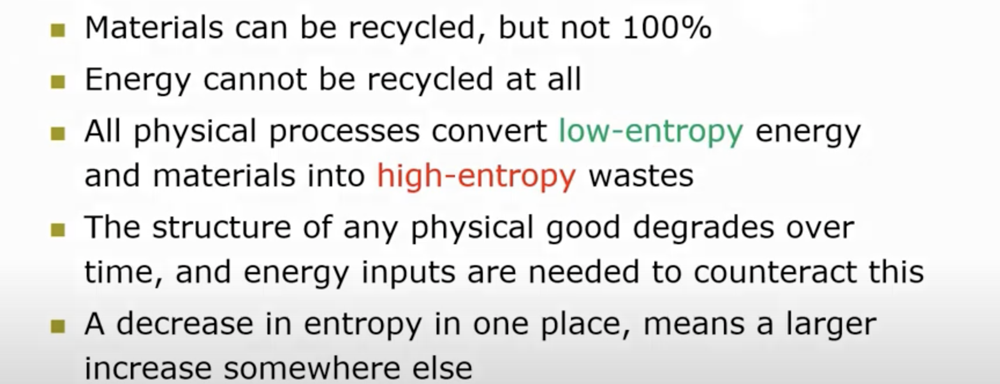 Materials can be recycled, but not 100%
Energy cannot be recycled at all
All physical processes convert low-entropy energy
and materials into high-entropy wastes
The structure of any physical good degrades over
time, and energy inputs are needed to counteract this
A decrease in entropy in one place, means a larger
increase somewhere else